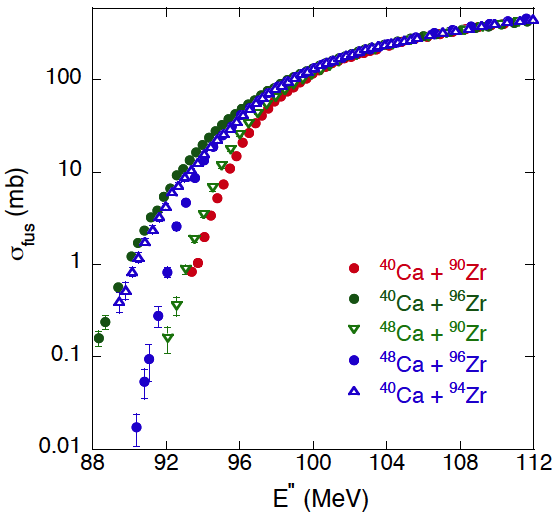 σfus (mb)
100
10
1
0.1
0.01
⁴⁰Ca + ⁹⁰Zr
⁴⁰Ca + ⁹⁶Zr
⁴⁸Ca + ⁹⁰Zr
⁴⁸Ca + ⁹⁶Zr
⁴⁰Ca + ⁹⁴Zr
88 92 96 100 104 108 112
E" (MeV)